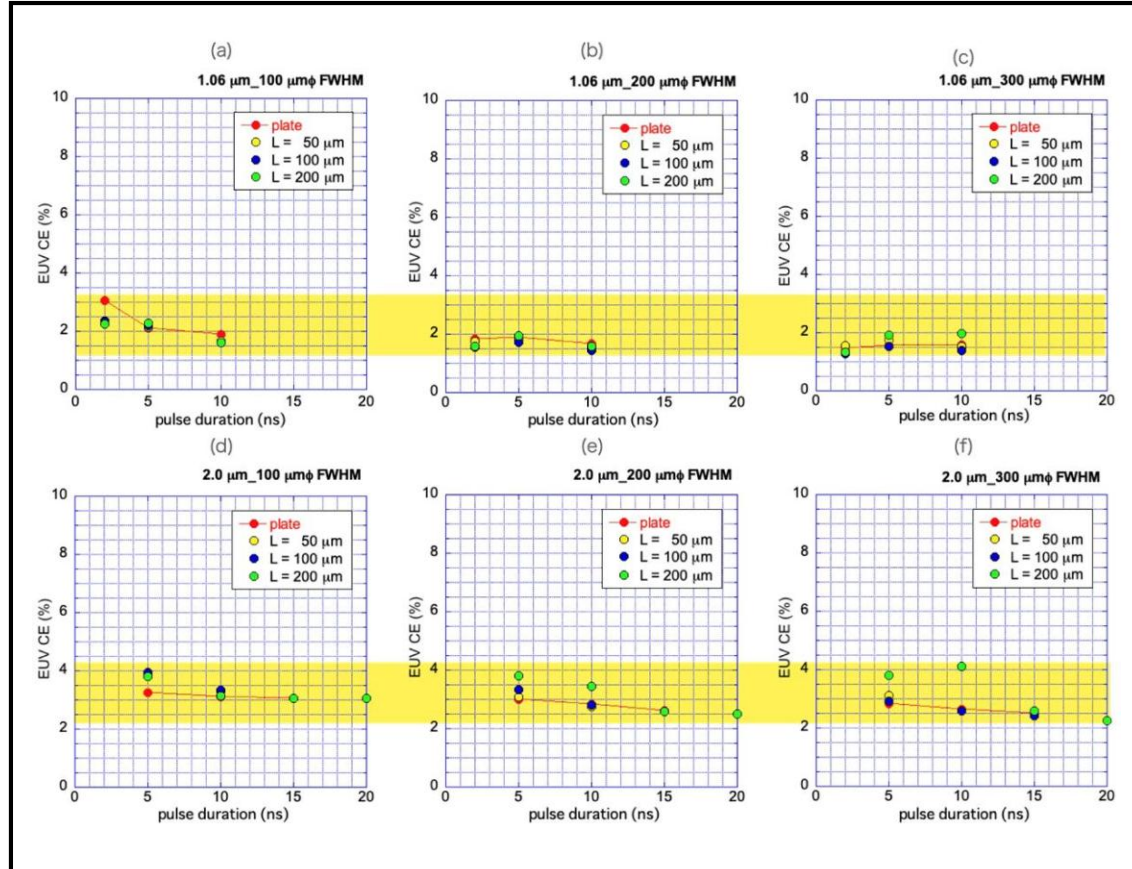 (a)
1.06 μm_100 μmϕ FWHM
10
8
6
4
2
0
EUV CE (%)
plate
L = 50 μm
L = 100 μm
L = 200 μm
0 5 10 15 20
pulse duration (ns)
(b)
1.06 μm_200 μmϕ FWHM
10
8
6
4
2
0
EUV CE (%)
plate
L = 50 μm
L = 100 μm
L = 200 μm
0 5 10 15 20
pulse duration (ns)
(c)
1.06 μm_300 μmϕ FWHM
10
8
6
4
2
0
EUV CE (%)
plate
L = 50 μm
L = 100 μm
L = 200 μm
0 5 10 15 20
pulse duration (ns)
(d)
2.0 μm_100 μmϕ FWHM
10
8
6
4
2
0
EUV CE (%)
plate
L = 50 μm
L = 100 μm
L = 200 μm
0 5 10 15 20
pulse duration (ns)
(e)
2.0 μm_200 μmϕ FWHM
10
8
6
4
2
0
EUV CE (%)
plate
L = 50 μm
L = 100 μm
L = 200 μm
0 5 10 15 20
pulse duration (ns)
(f)
2.0 μm_300 μmϕ FWHM
10
8
6
4
2
0
EUV CE (%)
plate
L = 50 μm
L = 100 μm
L = 200 μm
0 5 10 15 20
pulse duration (ns)